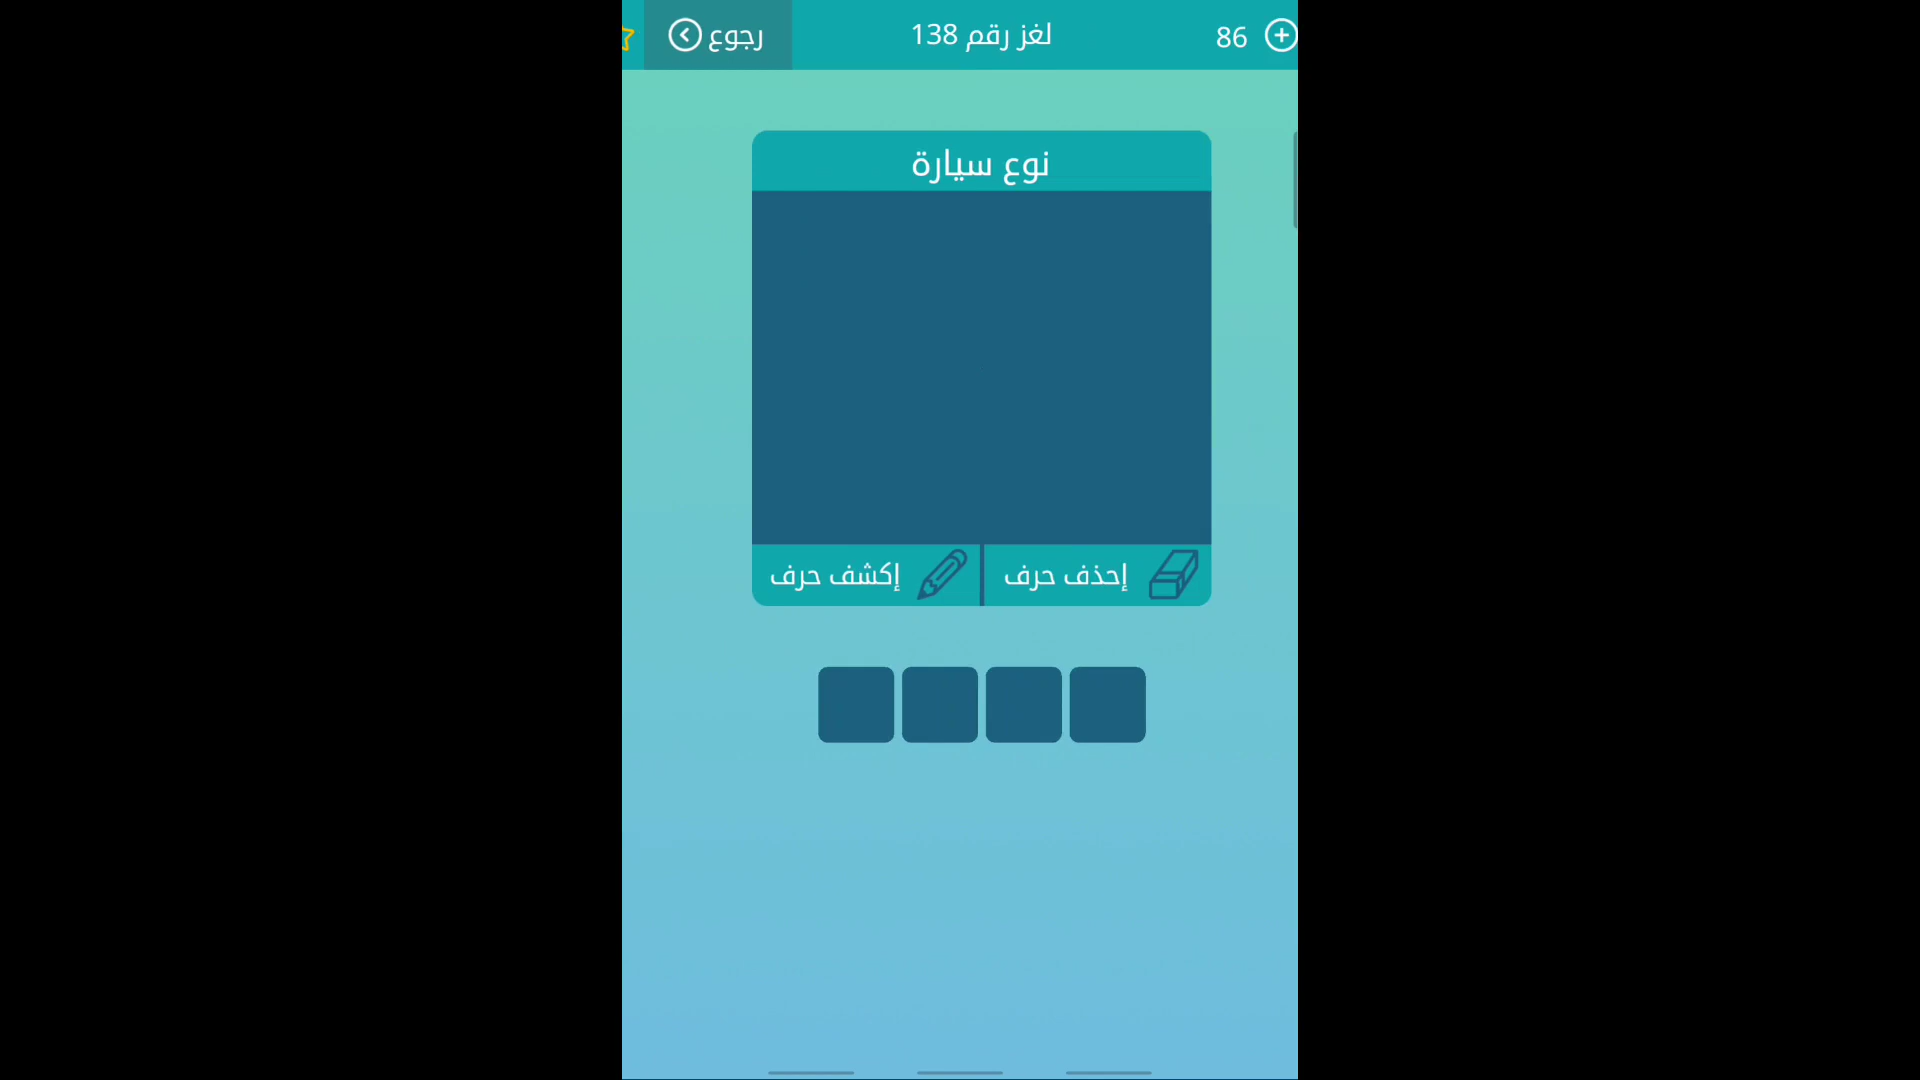 رجوع لغز رقم 138 86
نوع سيارة
إحذف حرف إكشف حرف